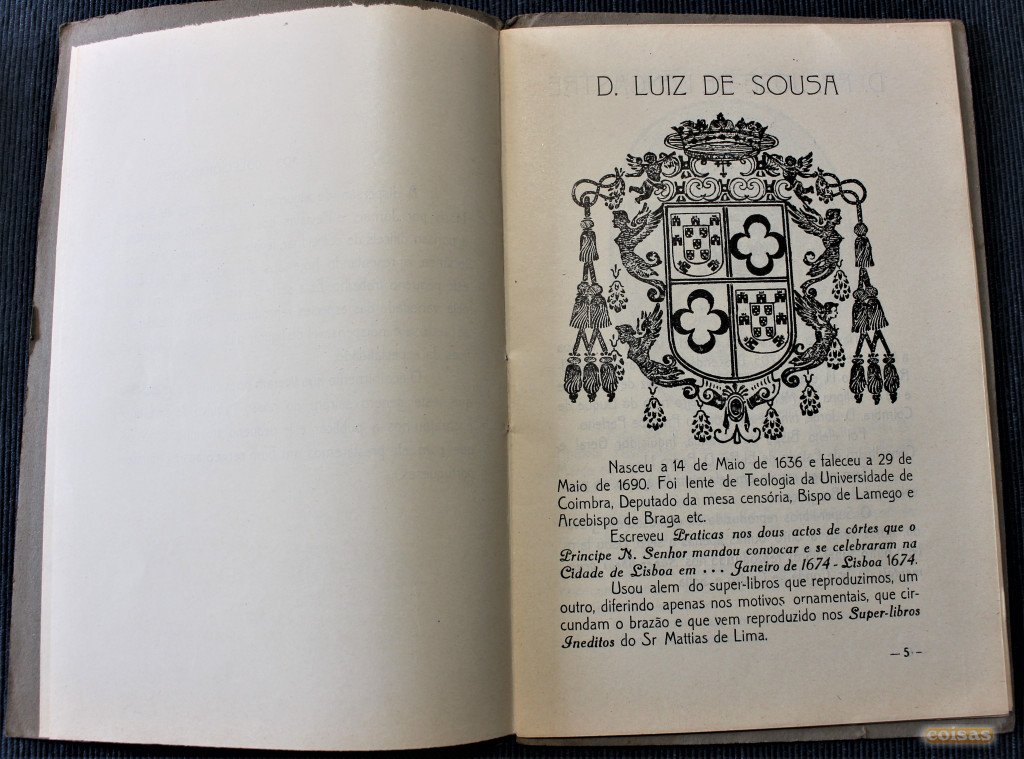 D. LUIZ DE SOUSA
Nasceu a 14 de Maio de 1636 e faleceu a 29 de
Maio de 1690. Foi lente de Teologia da Universidade de
Coimbra, Deputado da mesa censória, Bispo de Lamego e
Arcebispo de Braga etc.
Escreveu Praticas nos dous actos de côrtes que o
Principe N. Senhor mandou convocar e se celebraram na
Cidade de Lisboa em ... Janeiro de 1674 - Lisboa 1674.
Usou alem do super-libros que reproduzimos, um
outro, diferindo apenas nos motivos ornamentais, que cir-
cundam o brazão e que vem reproduzido nos Super-libros
Ineditos do Sr Mattias de Lima.
— 5 —
coisas